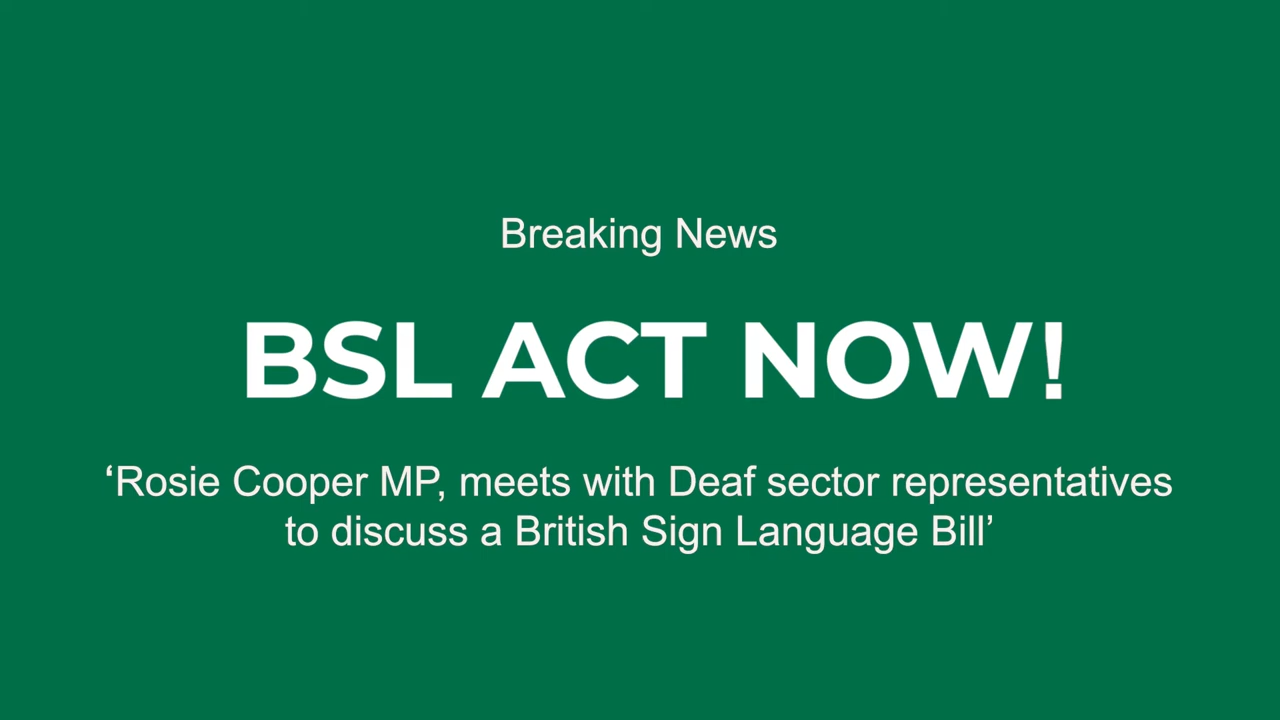 Breaking News
BSL ACT NOW!
‘Rosie Cooper MP, meets with Deaf sector representatives
to discuss a British Sign Language Bill’